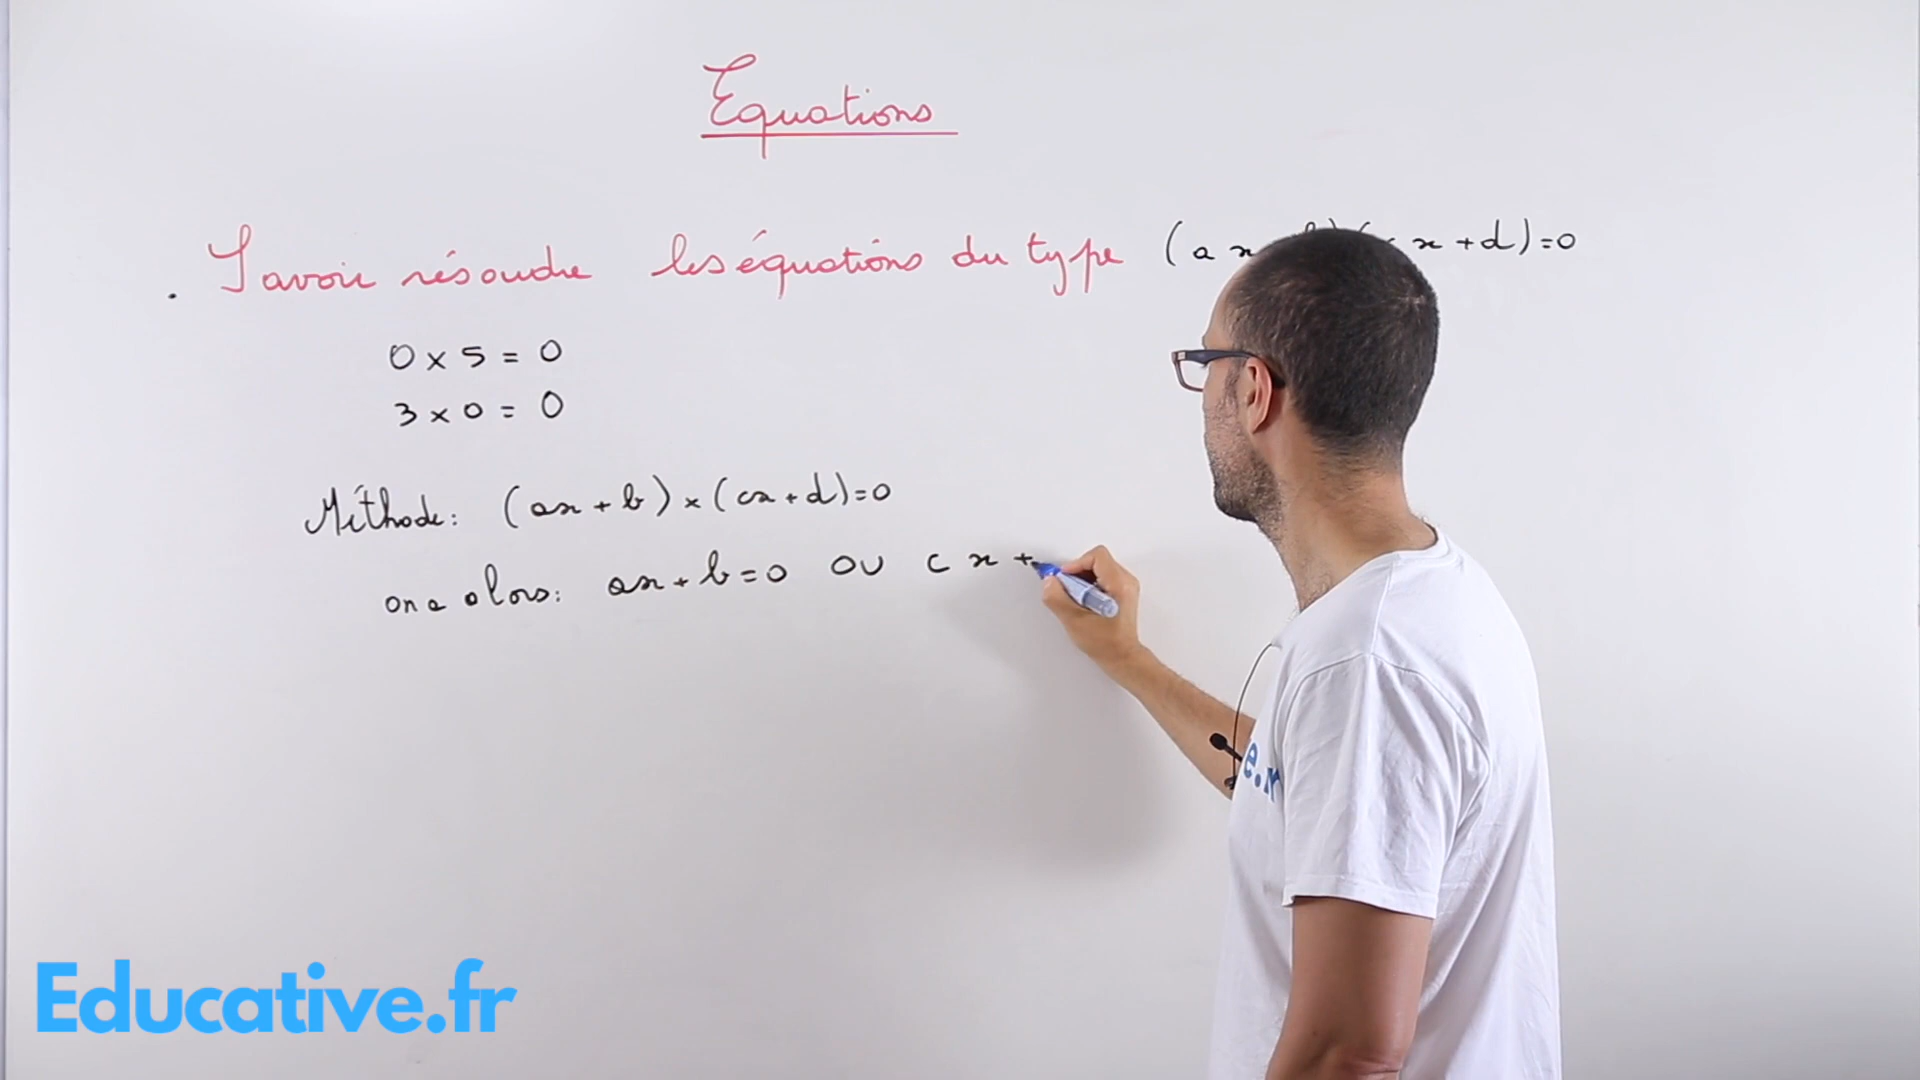 Equations
. Savoir résoudre les équations du type (a x x + d) = 0
0 x 5 = 0
3 x 0 = 0
Méthode: (ax + b) x (cx + d) = 0
on a alors: ax + b = 0 ou c x +
e.
Educative.fr